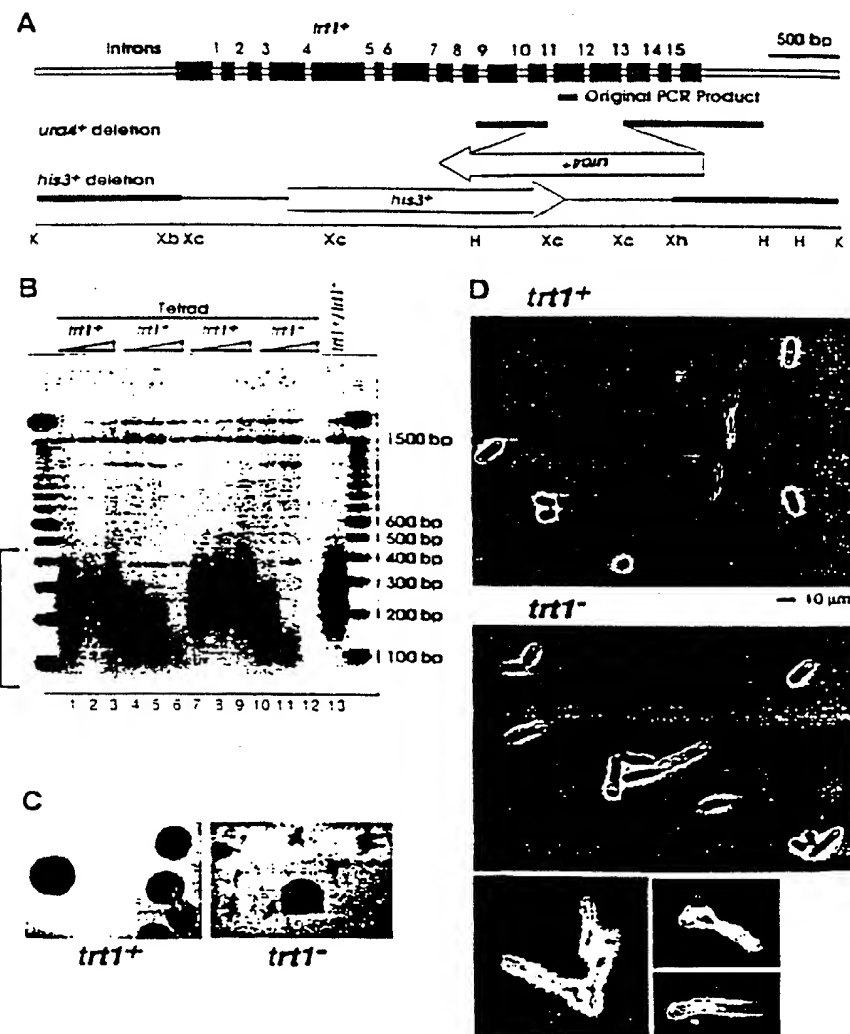 A
trt1+
Introns 1 2 3 4 5 6 7 8 9 10 11 12 13 14 15
500 bp
Original PCR Product
ura4+ deletion
ura4+
his3+ deletion
his3+
K Xb Xc Xc H Xc Xc Xh H H K
B
Tetrad
trt1+ trt1- trt1+ trt1-
1500 bp
600 bp
500 bp
400 bp
300 bp
200 bp
100 bp
1 2 3 4 5 6 7 8 9 10 11 12 13
C
trt1+ trt1-
D
trt1+
10 µm
trt1-